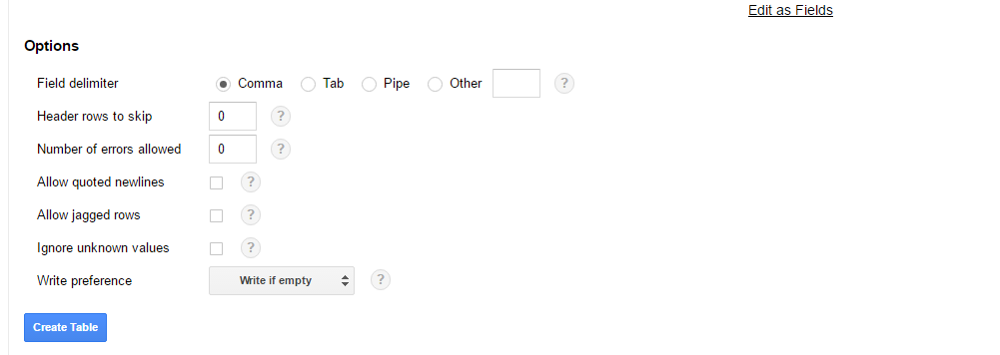 Edit as Fields
Options
Field delimiter Comma Tab Pipe Other ?
Header rows to skip 0 ?
Number of errors allowed 0 ?
Allow quoted newlines ?
Allow jagged rows ?
Ignore unknown values ?
Write preference Write if empty ?
Create Table